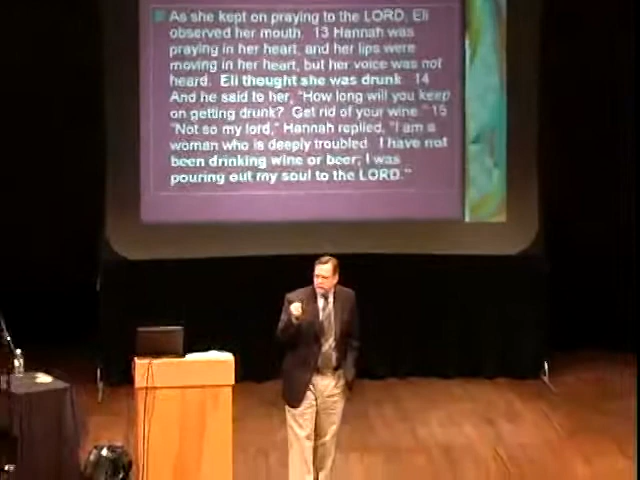 As she kept on praying to the LORD, Eli
observed her mouth. 13 Hannah was
praying in her heart, and her lips were
moving in her heart, but her voice was not
heard. Eli thought she was drunk 14
And he said to her, "How long will you keep
on getting drunk? Get rid of your wine." 15
"Not so my lord," Hannah replied, "I am a
woman who is deeply troubled. I have not
been drinking wine or beer; I was
pouring out my soul to the LORD."